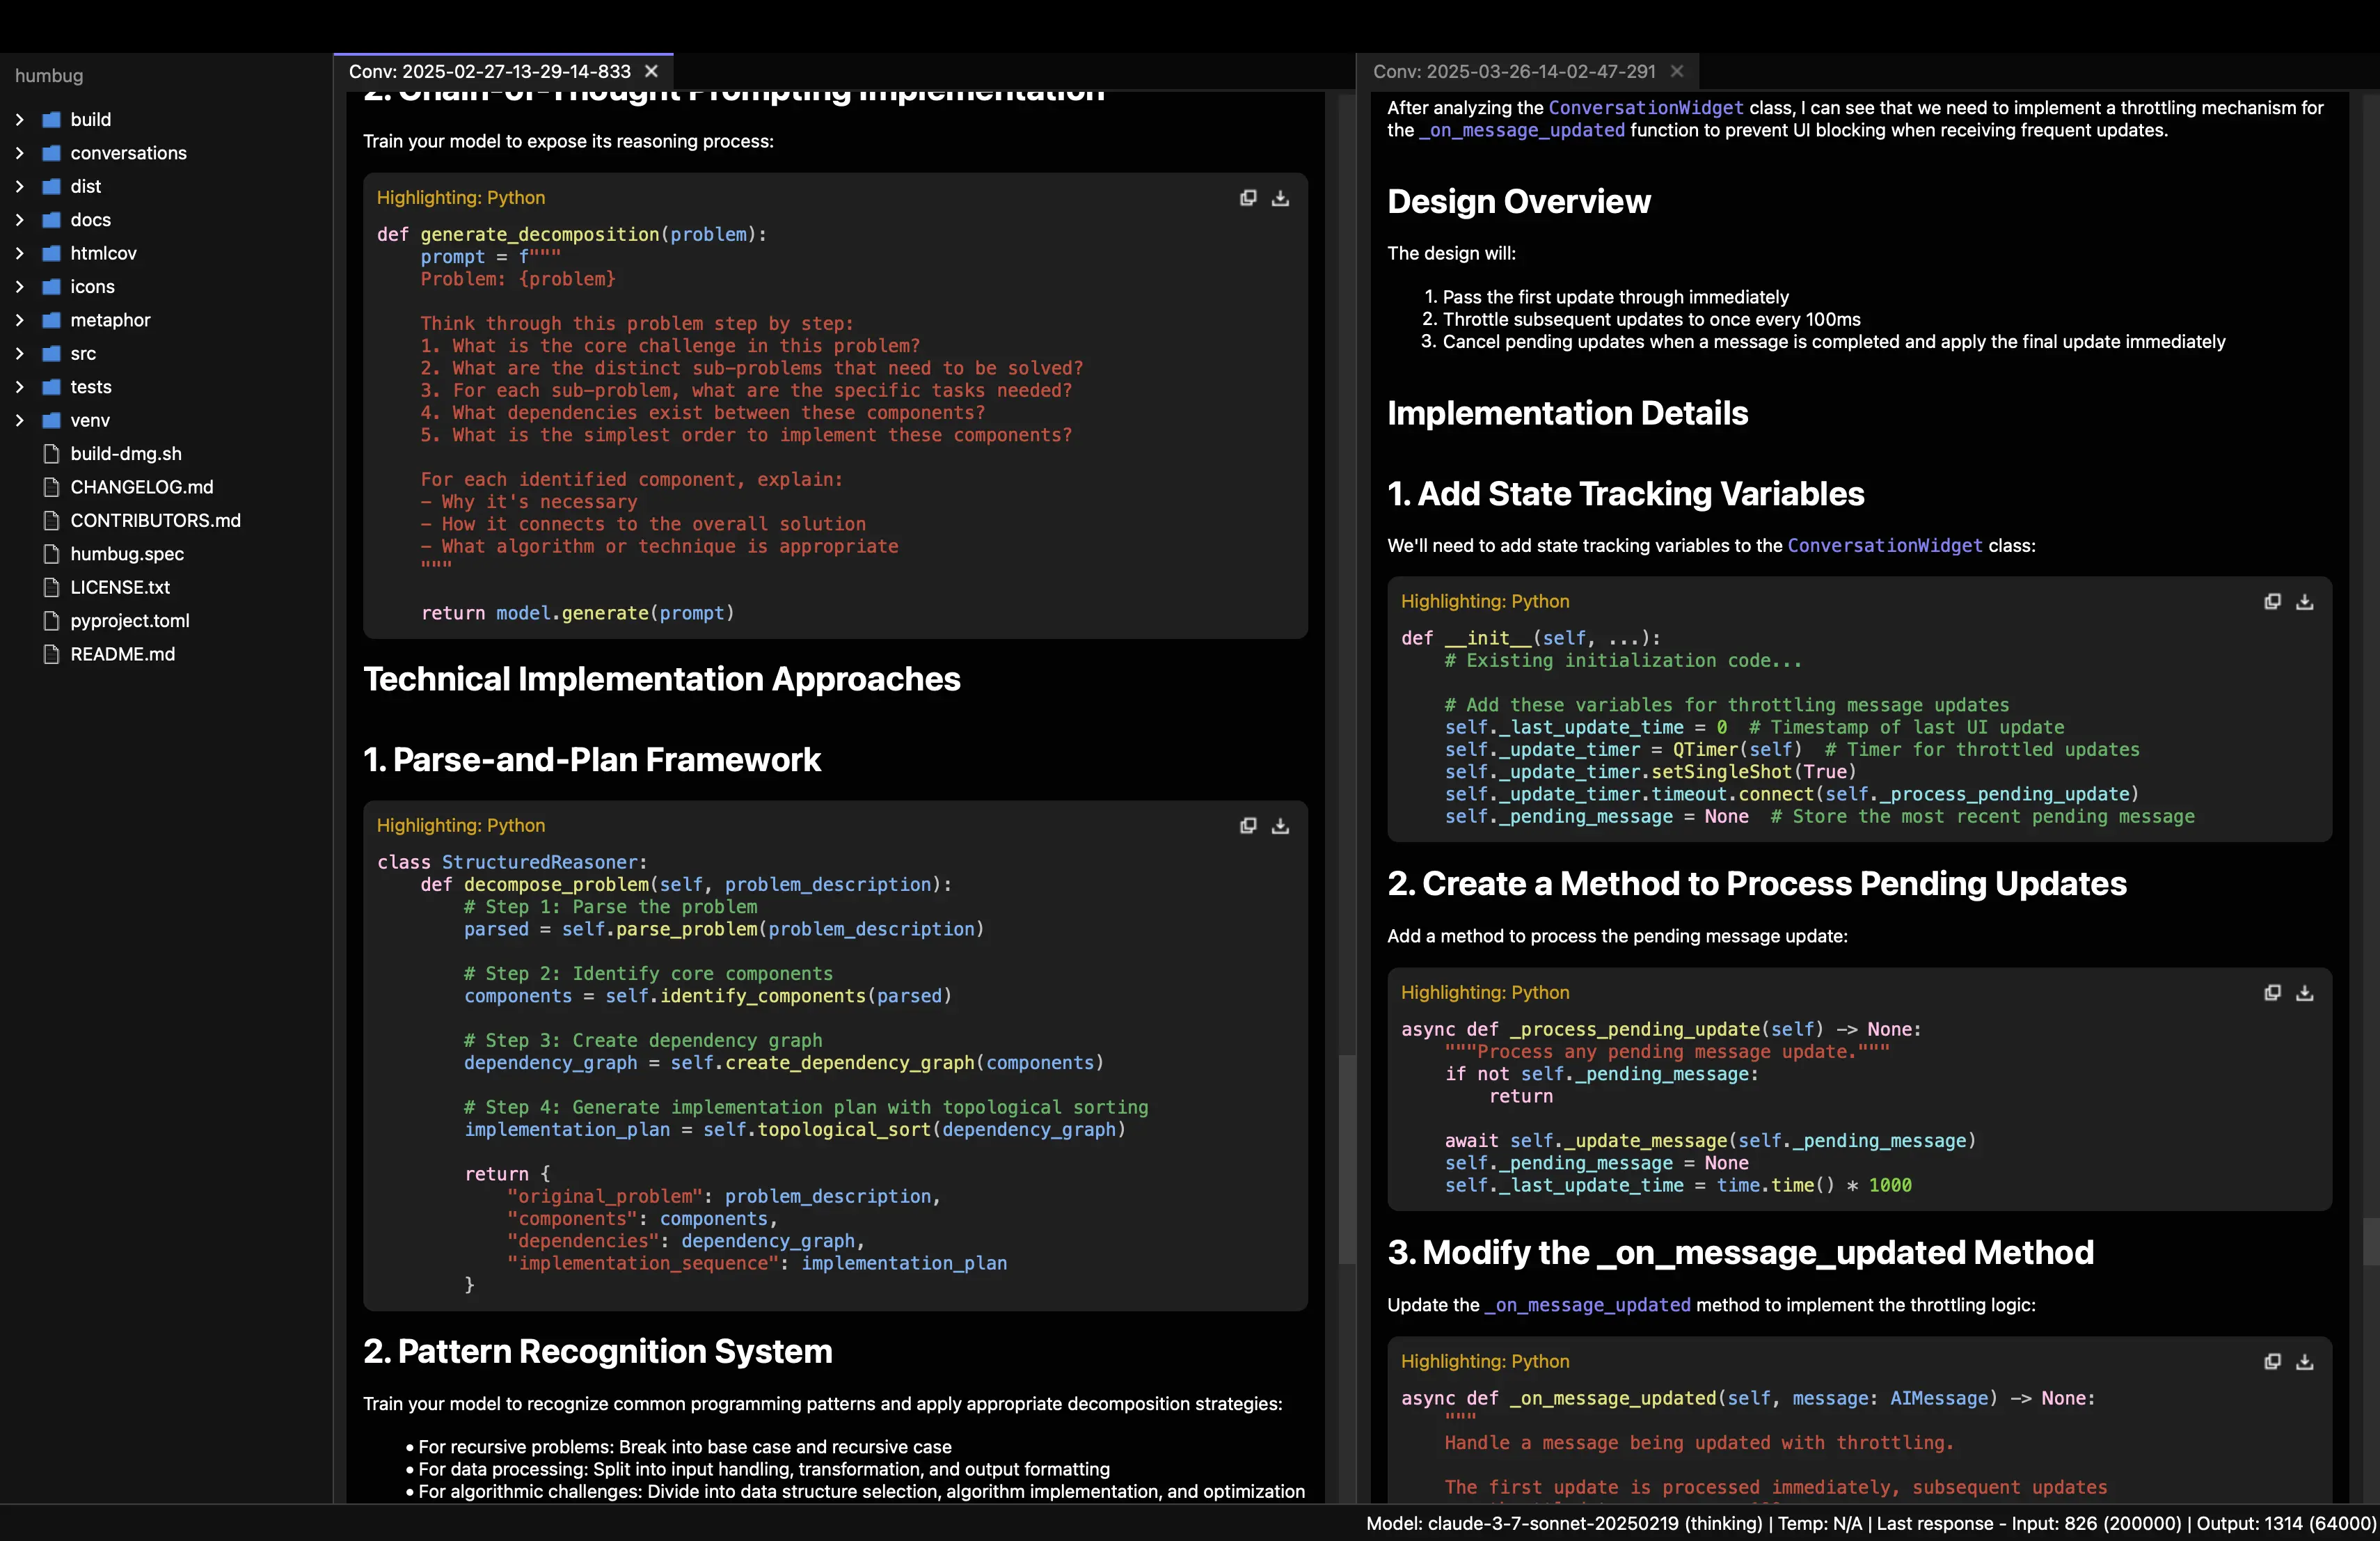 humbug
build
conversations
dist
docs
htmlcov
icons
metaphor
src
tests
venv
build-dmg.sh
CHANGELOG.md
CONTRIBUTORS.md
humbug.spec
LICENSE.txt
pyproject.toml
README.md
Conv: 2025-02-27-13-29-14-833
2. Chain-of-Thought Prompting Implementation
Train your model to expose its reasoning process:
Highlighting: Python
def generate_decomposition(problem):
    prompt = f"""
    Problem: {problem}

    Think through this problem step by step:
    1. What is the core challenge in this problem?
    2. What are the distinct sub-problems that need to be solved?
    3. For each sub-problem, what are the specific tasks needed?
    4. What dependencies exist between these components?
    5. What is the simplest order to implement these components?

    For each identified component, explain:
    - Why it's necessary
    - How it connects to the overall solution
    - What algorithm or technique is appropriate
    """

    return model.generate(prompt)
Technical Implementation Approaches
1. Parse-and-Plan Framework
Highlighting: Python
class StructuredReasoner:
    def decompose_problem(self, problem_description):
        # Step 1: Parse the problem
        parsed = self.parse_problem(problem_description)

        # Step 2: Identify core components
        components = self.identify_components(parsed)

        # Step 3: Create dependency graph
        dependency_graph = self.create_dependency_graph(components)

        # Step 4: Generate implementation plan with topological sorting
        implementation_plan = self.topological_sort(dependency_graph)

        return {
            "original_problem": problem_description,
            "components": components,
            "dependencies": dependency_graph,
            "implementation_sequence": implementation_plan
        }
2. Pattern Recognition System
Train your model to recognize common programming patterns and apply appropriate decomposition strategies:
• For recursive problems: Break into base case and recursive case
• For data processing: Split into input handling, transformation, and output formatting
• For algorithmic challenges: Divide into data structure selection, algorithm implementation, and optimization
Conv: 2025-03-26-14-02-47-291
After analyzing the ConversationWidget class, I can see that we need to implement a throttling mechanism for
the _on_message_updated function to prevent UI blocking when receiving frequent updates.
Design Overview
The design will:
1. Pass the first update through immediately
2. Throttle subsequent updates to once every 100ms
3. Cancel pending updates when a message is completed and apply the final update immediately
Implementation Details
1. Add State Tracking Variables
We'll need to add state tracking variables to the ConversationWidget class:
Highlighting: Python
def __init__(self, ...):
    # Existing initialization code...

    # Add these variables for throttling message updates
    self._last_update_time = 0  # Timestamp of last UI update
    self._update_timer = QTimer(self)  # Timer for throttled updates
    self._update_timer.setSingleShot(True)
    self._update_timer.timeout.connect(self._process_pending_update)
    self._pending_message = None  # Store the most recent pending message
2. Create a Method to Process Pending Updates
Add a method to process the pending message update:
Highlighting: Python
async def _process_pending_update(self) -> None:
    """Process any pending message update."""
    if not self._pending_message:
        return

    await self._update_message(self._pending_message)
    self._pending_message = None
    self._last_update_time = time.time() * 1000
3. Modify the _on_message_updated Method
Update the _on_message_updated method to implement the throttling logic:
Highlighting: Python
async def _on_message_updated(self, message: AIMessage) -> None:
    """
    Handle a message being updated with throttling.

    The first update is processed immediately, subsequent updates
Model: claude-3-7-sonnet-20250219 (thinking) | Temp: N/A | Last response - Input: 826 (200000) | Output: 1314 (64000)